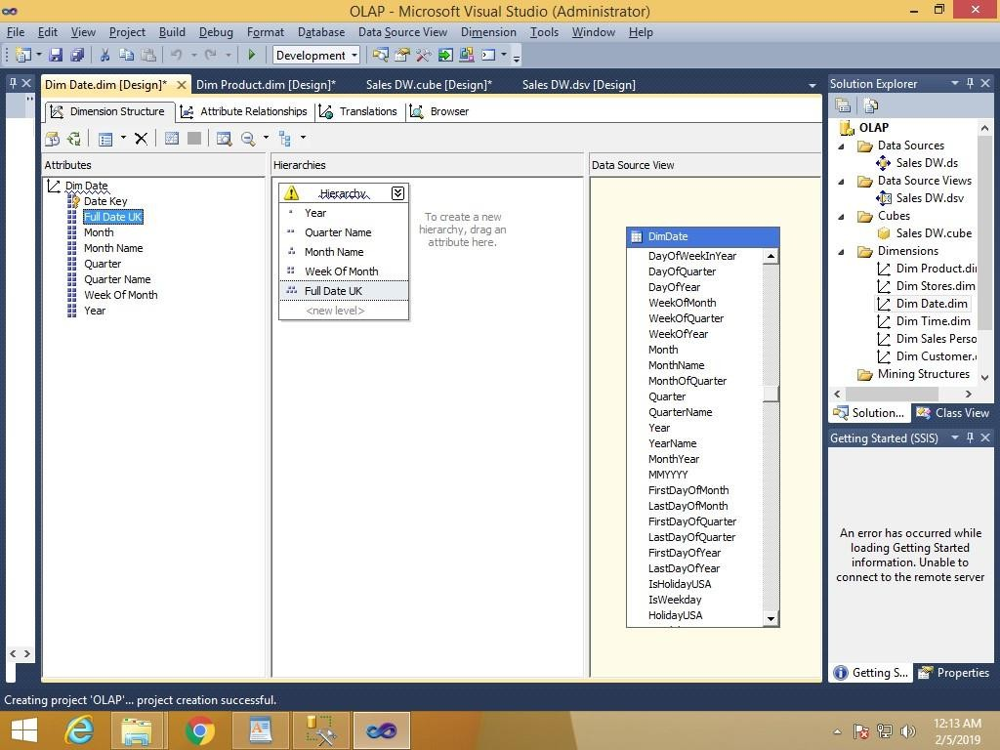 OLAP - Microsoft Visual Studio (Administrator)
File Edit View Project Build Debug Format Database Data Source View Dimension Tools Window Help
Development
Dim Date.dim [Design]* Dim Product.dim [Design]* Sales DW.cube [Design]* Sales DW.dsv [Design]
Dimension Structure Attribute Relationships Translations Browser
Attributes
Dim Date
Date Key
Full Date UK
Month
Month Name
Quarter
Quarter Name
Week Of Month
Year
Hierarchies
Hierarchy
Year
Quarter Name
Month Name
Week Of Month
Full Date UK
<new level>
To create a new
hierarchy, drag an
attribute here.
Data Source View
DimDate
DayOfWeekInYear
DayOfQuarter
DayOfYear
WeekOfMonth
WeekOfQuarter
WeekOfYear
Month
MonthName
MonthOfQuarter
Quarter
QuarterName
Year
YearName
MonthYear
MMYYYY
FirstDayOfMonth
LastDayOfMonth
FirstDayOfQuarter
LastDayOfQuarter
FirstDayOfYear
LastDayOfYear
IsHolidayUSA
IsWeekday
HolidayUSA
Solution Explorer
OLAP
Data Sources
Sales DW.ds
Data Source Views
Sales DW.dsv
Cubes
Sales DW.cube
Dimensions
Dim Product.di
Dim Stores.dim
Dim Date.dim
Dim Time.dim
Dim Sales Perso
Dim Customer.
Mining Structures
Solution... Class View
Getting Started (SSIS)
An error has occurred while
loading Getting Started
information. Unable to
connect to the remote server
Getting S... Properties
Creating project 'OLAP'... project creation successful.
12:13 AM
2/5/2019